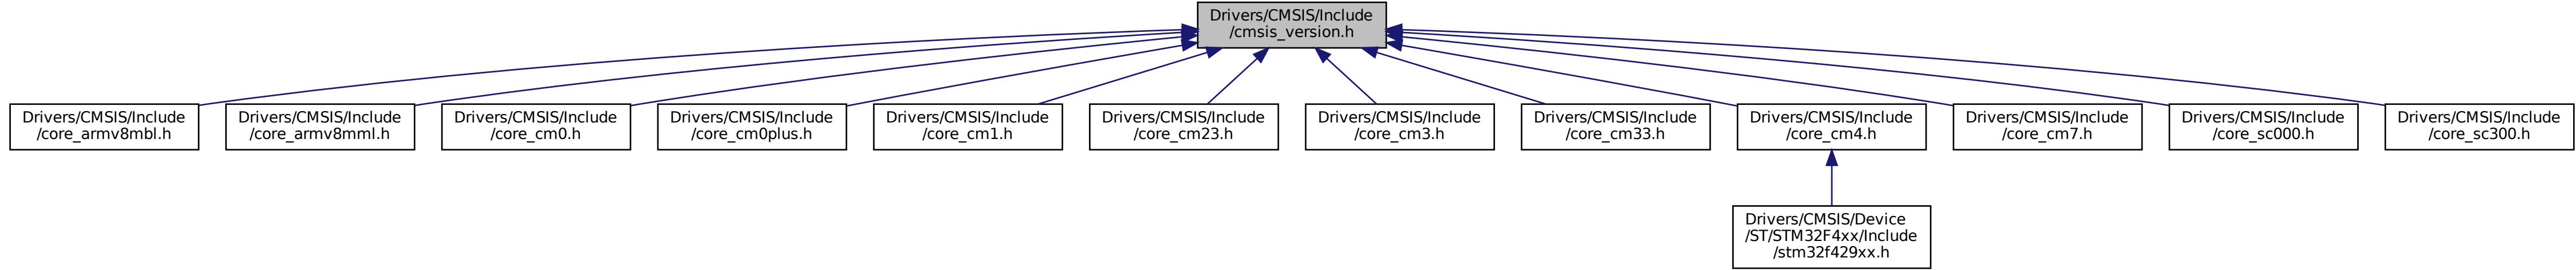 Drivers/CMSIS/Include
/cmsis_version.h
Drivers/CMSIS/Include
/core_armv8mbl.h
Drivers/CMSIS/Include
/core_armv8mml.h
Drivers/CMSIS/Include
/core_cm0.h
Drivers/CMSIS/Include
/core_cm0plus.h
Drivers/CMSIS/Include
/core_cm1.h
Drivers/CMSIS/Include
/core_cm23.h
Drivers/CMSIS/Include
/core_cm3.h
Drivers/CMSIS/Include
/core_cm33.h
Drivers/CMSIS/Include
/core_cm4.h
Drivers/CMSIS/Include
/core_cm7.h
Drivers/CMSIS/Include
/core_sc000.h
Drivers/CMSIS/Include
/core_sc300.h
Drivers/CMSIS/Device
/ST/STM32F4xx/Include
/stm32f429xx.h